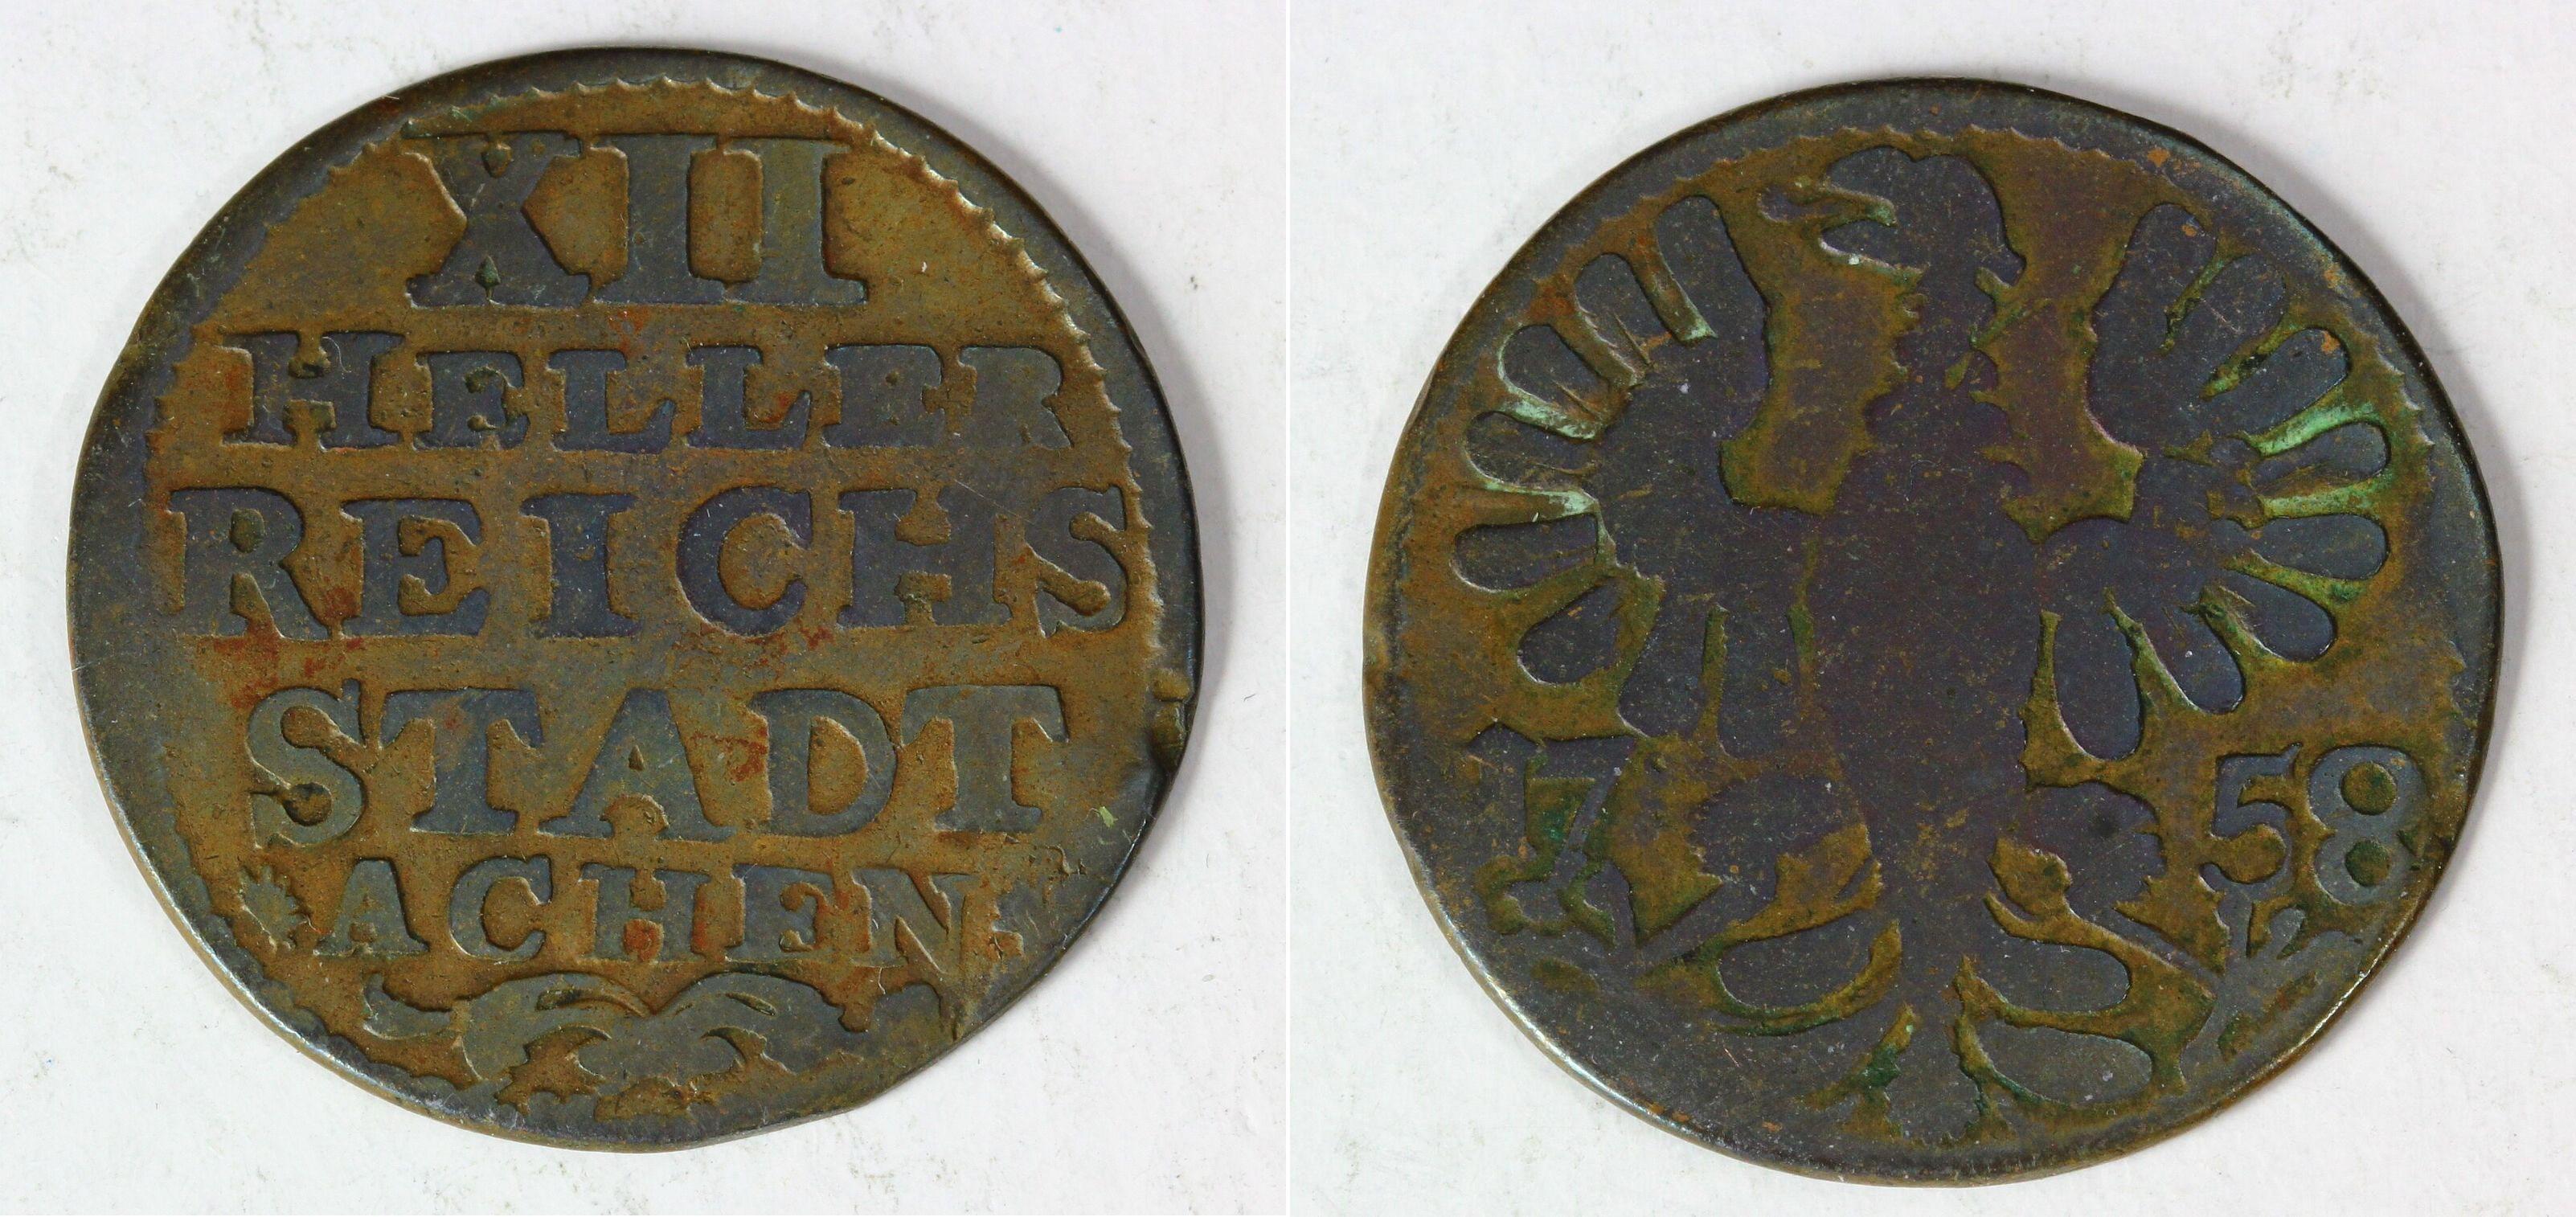 XII
HELLER
REICHS
STADT
ACHEN.
17 58